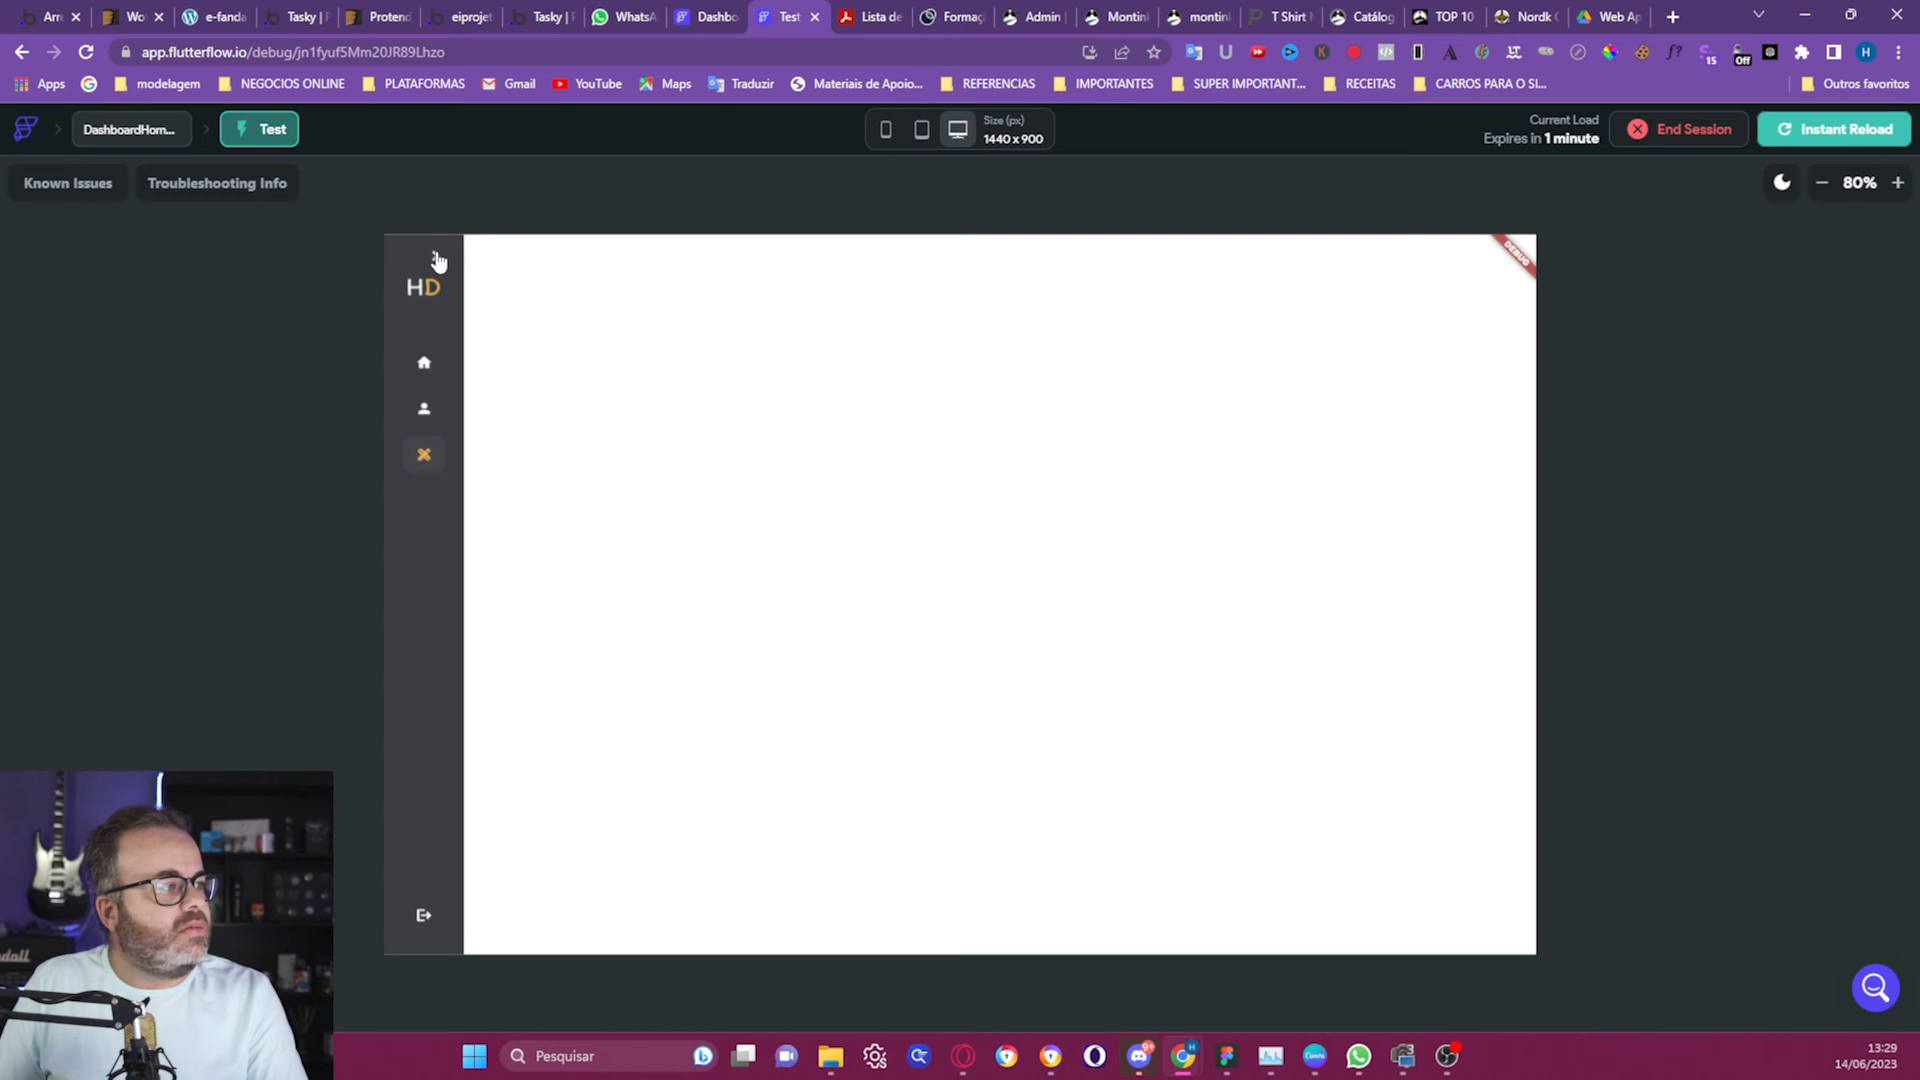 Arr
Wo
e-fanda
Tasky | F
Protend
eiprojet
Tasky | F
WhatsA
Dashbo
Test
Lista de
Formaç
Admin |
Montin
montin
T Shirt
Catálog
TOP 10
Nordk
Web Ap
app.flutterflow.io/debug/jn1fyuf5Mm20JR89Lhzo
15
Off
H
Apps
modelagem
NEGOCIOS ONLINE
PLATAFORMAS
Gmail
YouTube
Maps
Traduzir
Materiais de Apoio...
REFERENCIAS
IMPORTANTES
SUPER IMPORTANT...
RECEITAS
CARROS PARA O SI...
Outros favoritos
DashboardHom...
Test
Size (px)
1440 x 900
Current Load
Expires in 1 minute
End Session
Instant Reload
Known Issues
Troubleshooting Info
80%
DEBUG
HD
Pesquisar
9+
13:29
14/06/2023